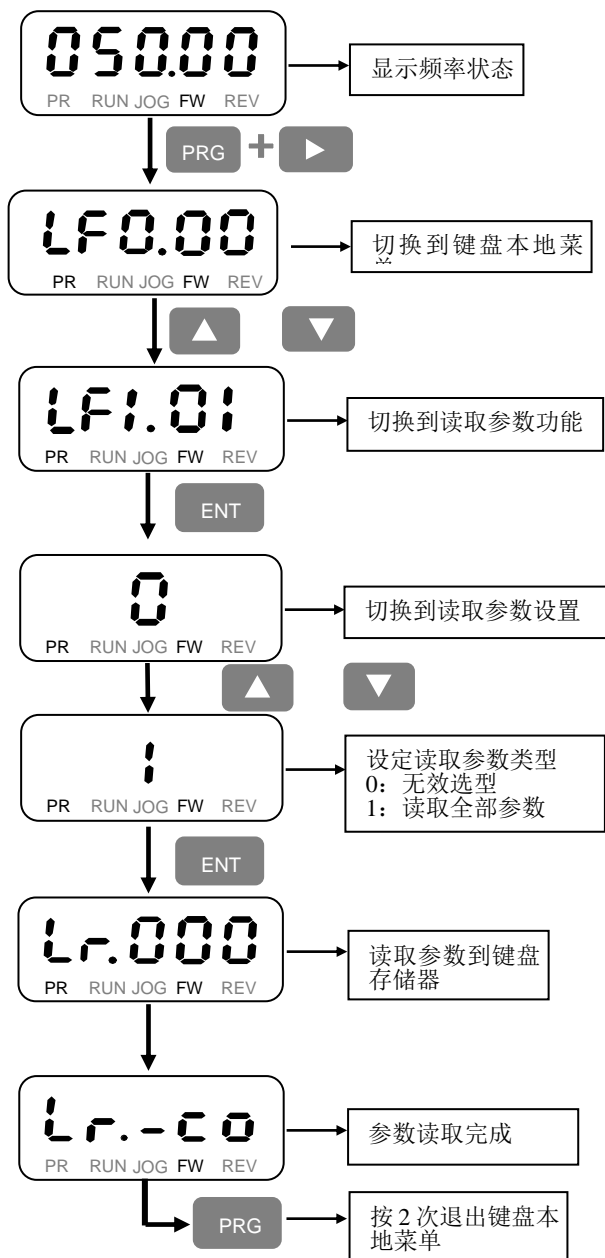 050.00
显示频率状态
PR RUN JOG FW REV
PRG +
LF0.00
切换到键盘本地菜
PR RUN JOG FW REV
LF1.01
切换到读取参数功能
PR RUN JOG FW REV
ENT
0
切换到读取参数设置
PR RUN JOG FW REV
1
设定读取参数类型
0：无效选型
1：读取全部参数
PR RUN JOG FW REV
ENT
Lr.000
读取参数到键盘
存储器
PR RUN JOG FW REV
Lr.-co
参数读取完成
PR RUN JOG FW REV
PRG
按 2 次退出键盘本
地菜单